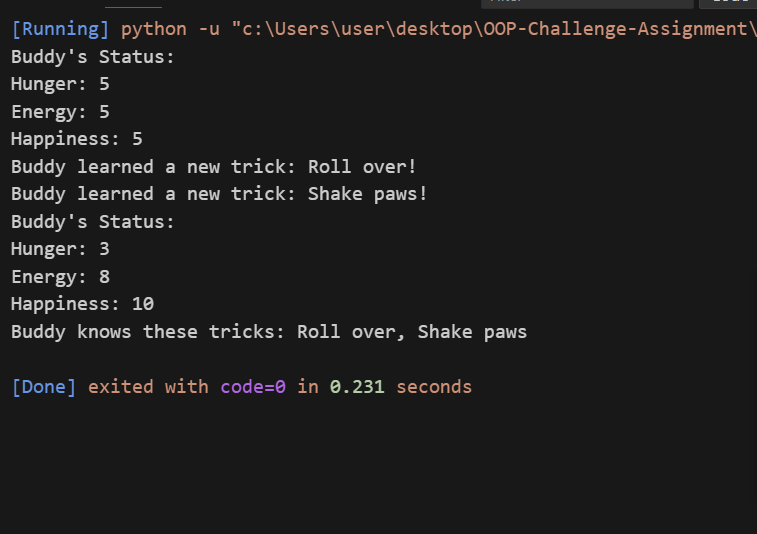 [Running] python -u "c:\Users\user\desktop\OOP-Challenge-Assignment\
Buddy's Status:
Hunger: 5
Energy: 5
Happiness: 5
Buddy learned a new trick: Roll over!
Buddy learned a new trick: Shake paws!
Buddy's Status:
Hunger: 3
Energy: 8
Happiness: 10
Buddy knows these tricks: Roll over, Shake paws
[Done] exited with code=0 in 0.231 seconds